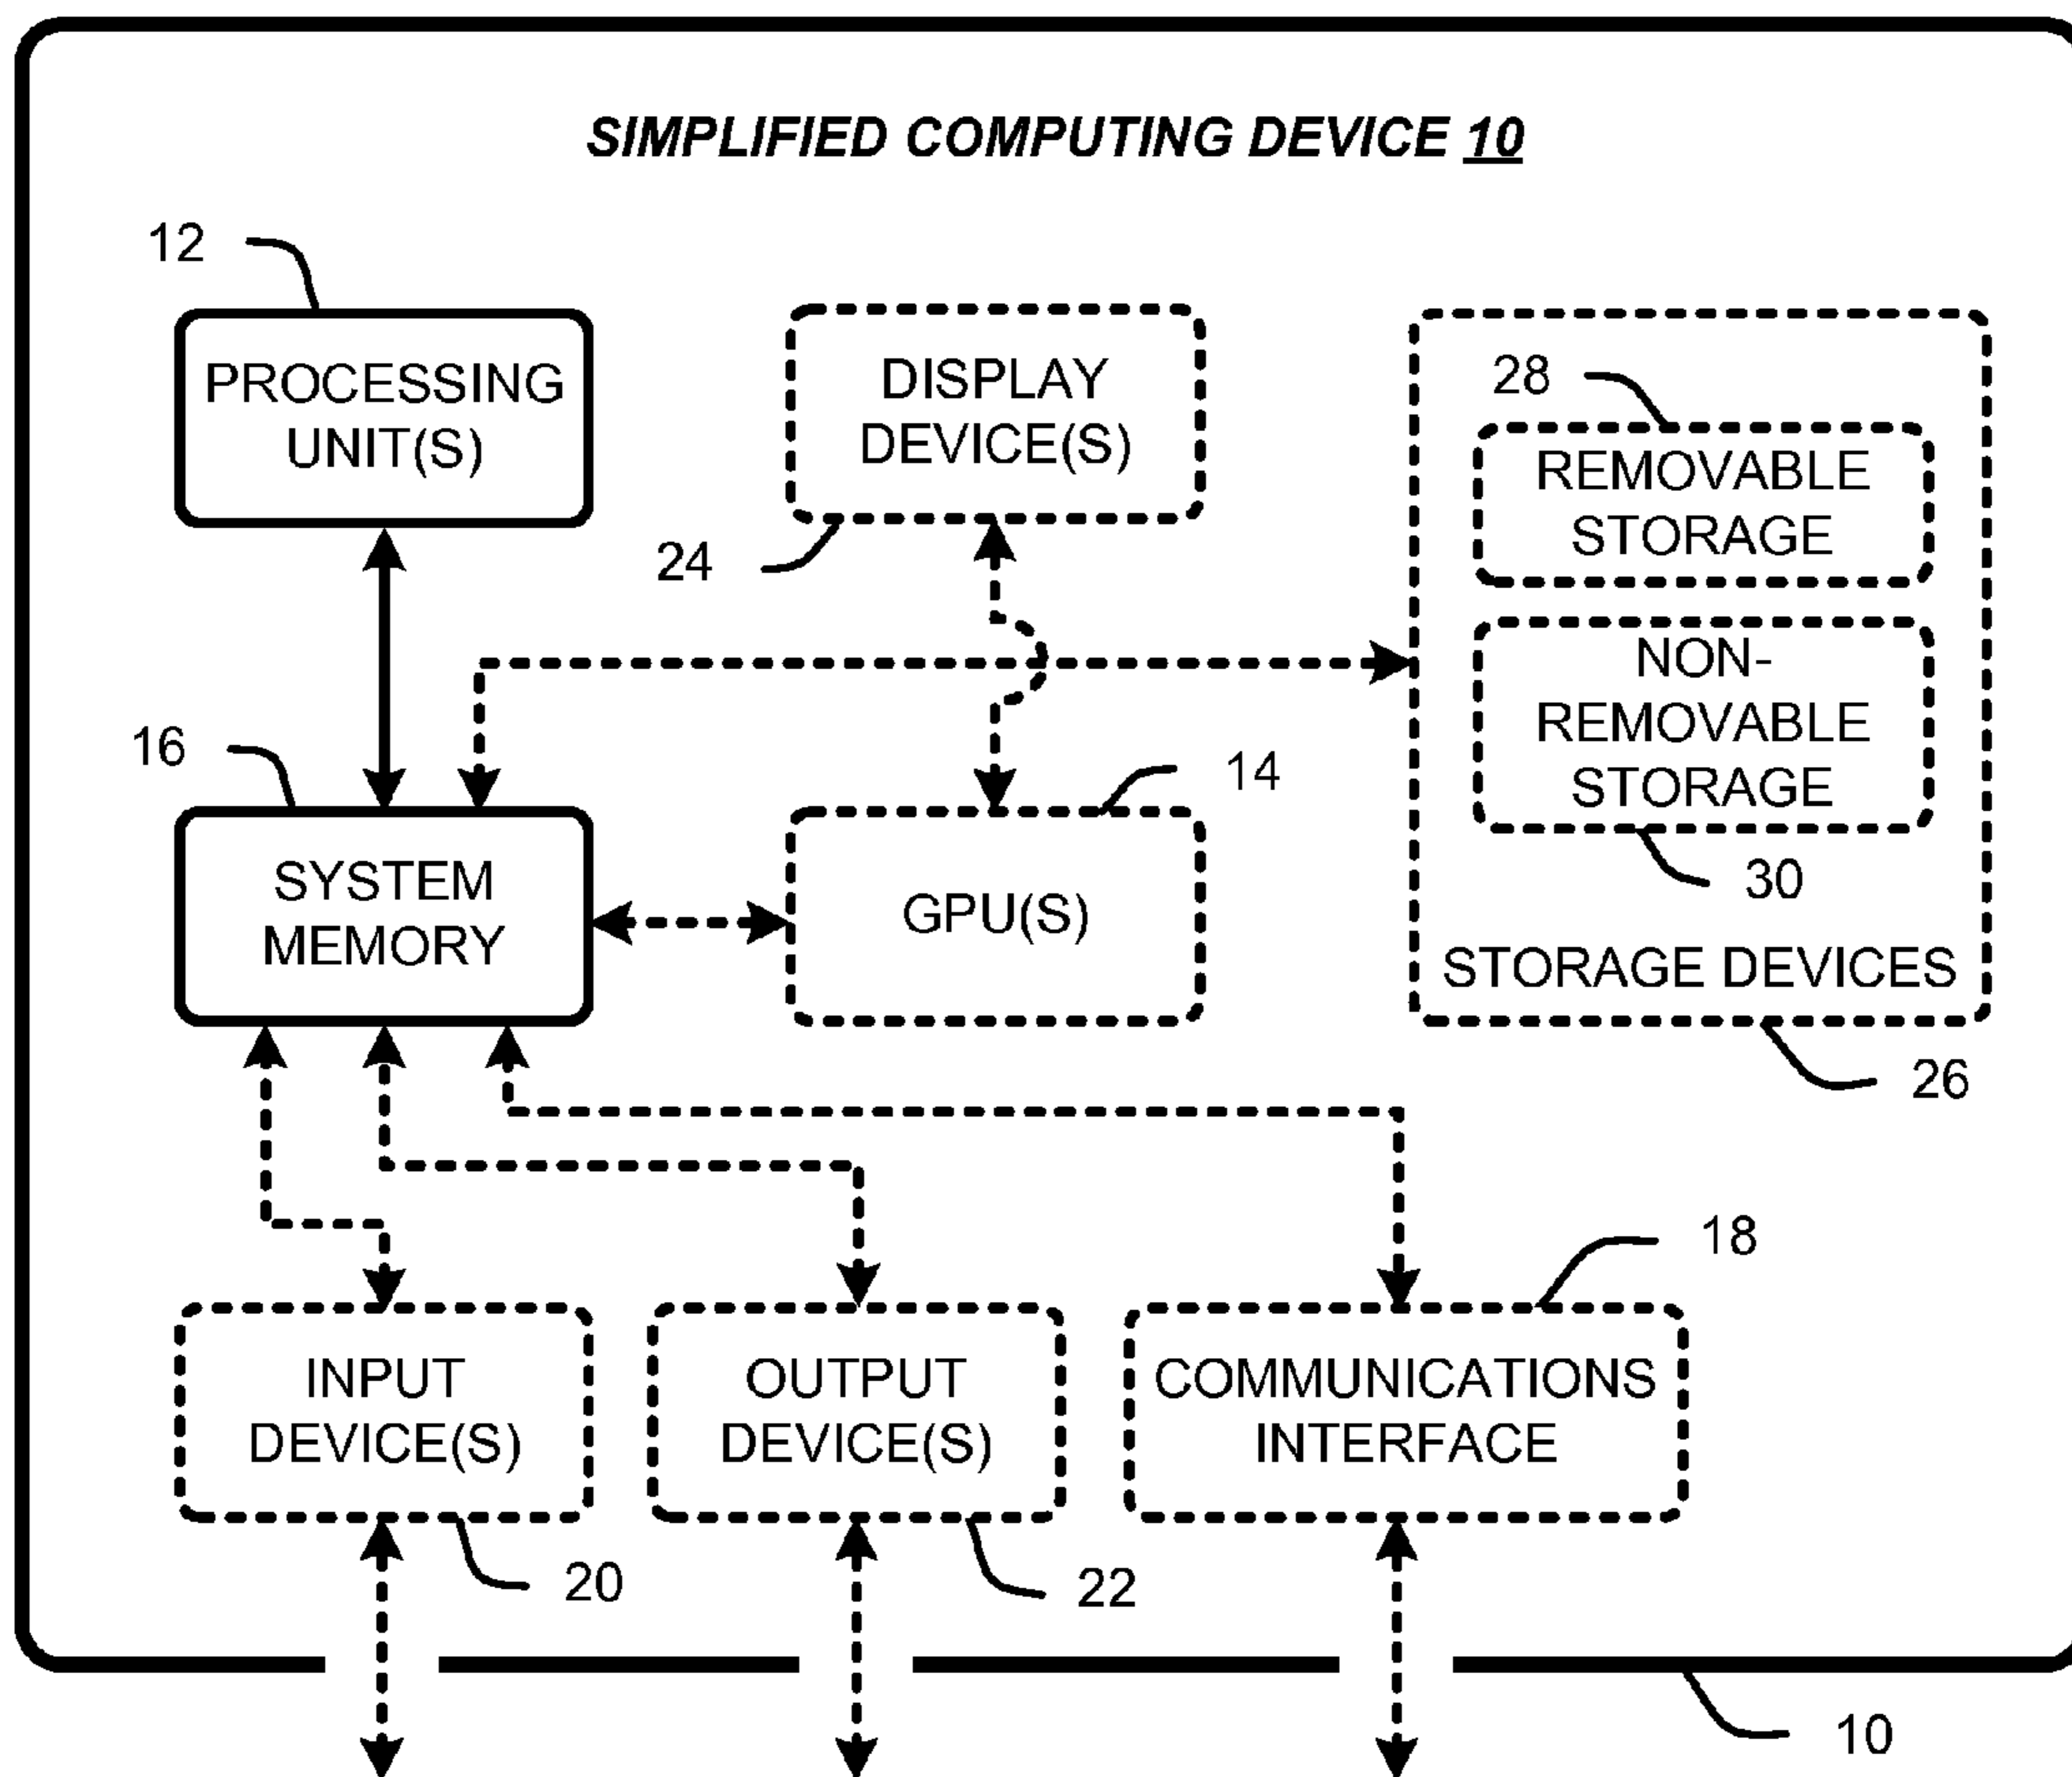 SIMPLIFIED COMPUTING DEVICE 10
12
PROCESSING
UNIT(S)
DISPLAY
DEVICE(S)
24
28
REMOVABLE
STORAGE
NON-
REMOVABLE
STORAGE
30
STORAGE DEVICES
26
16
SYSTEM
MEMORY
14
GPU(S)
18
INPUT
DEVICE(S)
20
OUTPUT
DEVICE(S)
22
COMMUNICATIONS
INTERFACE
10